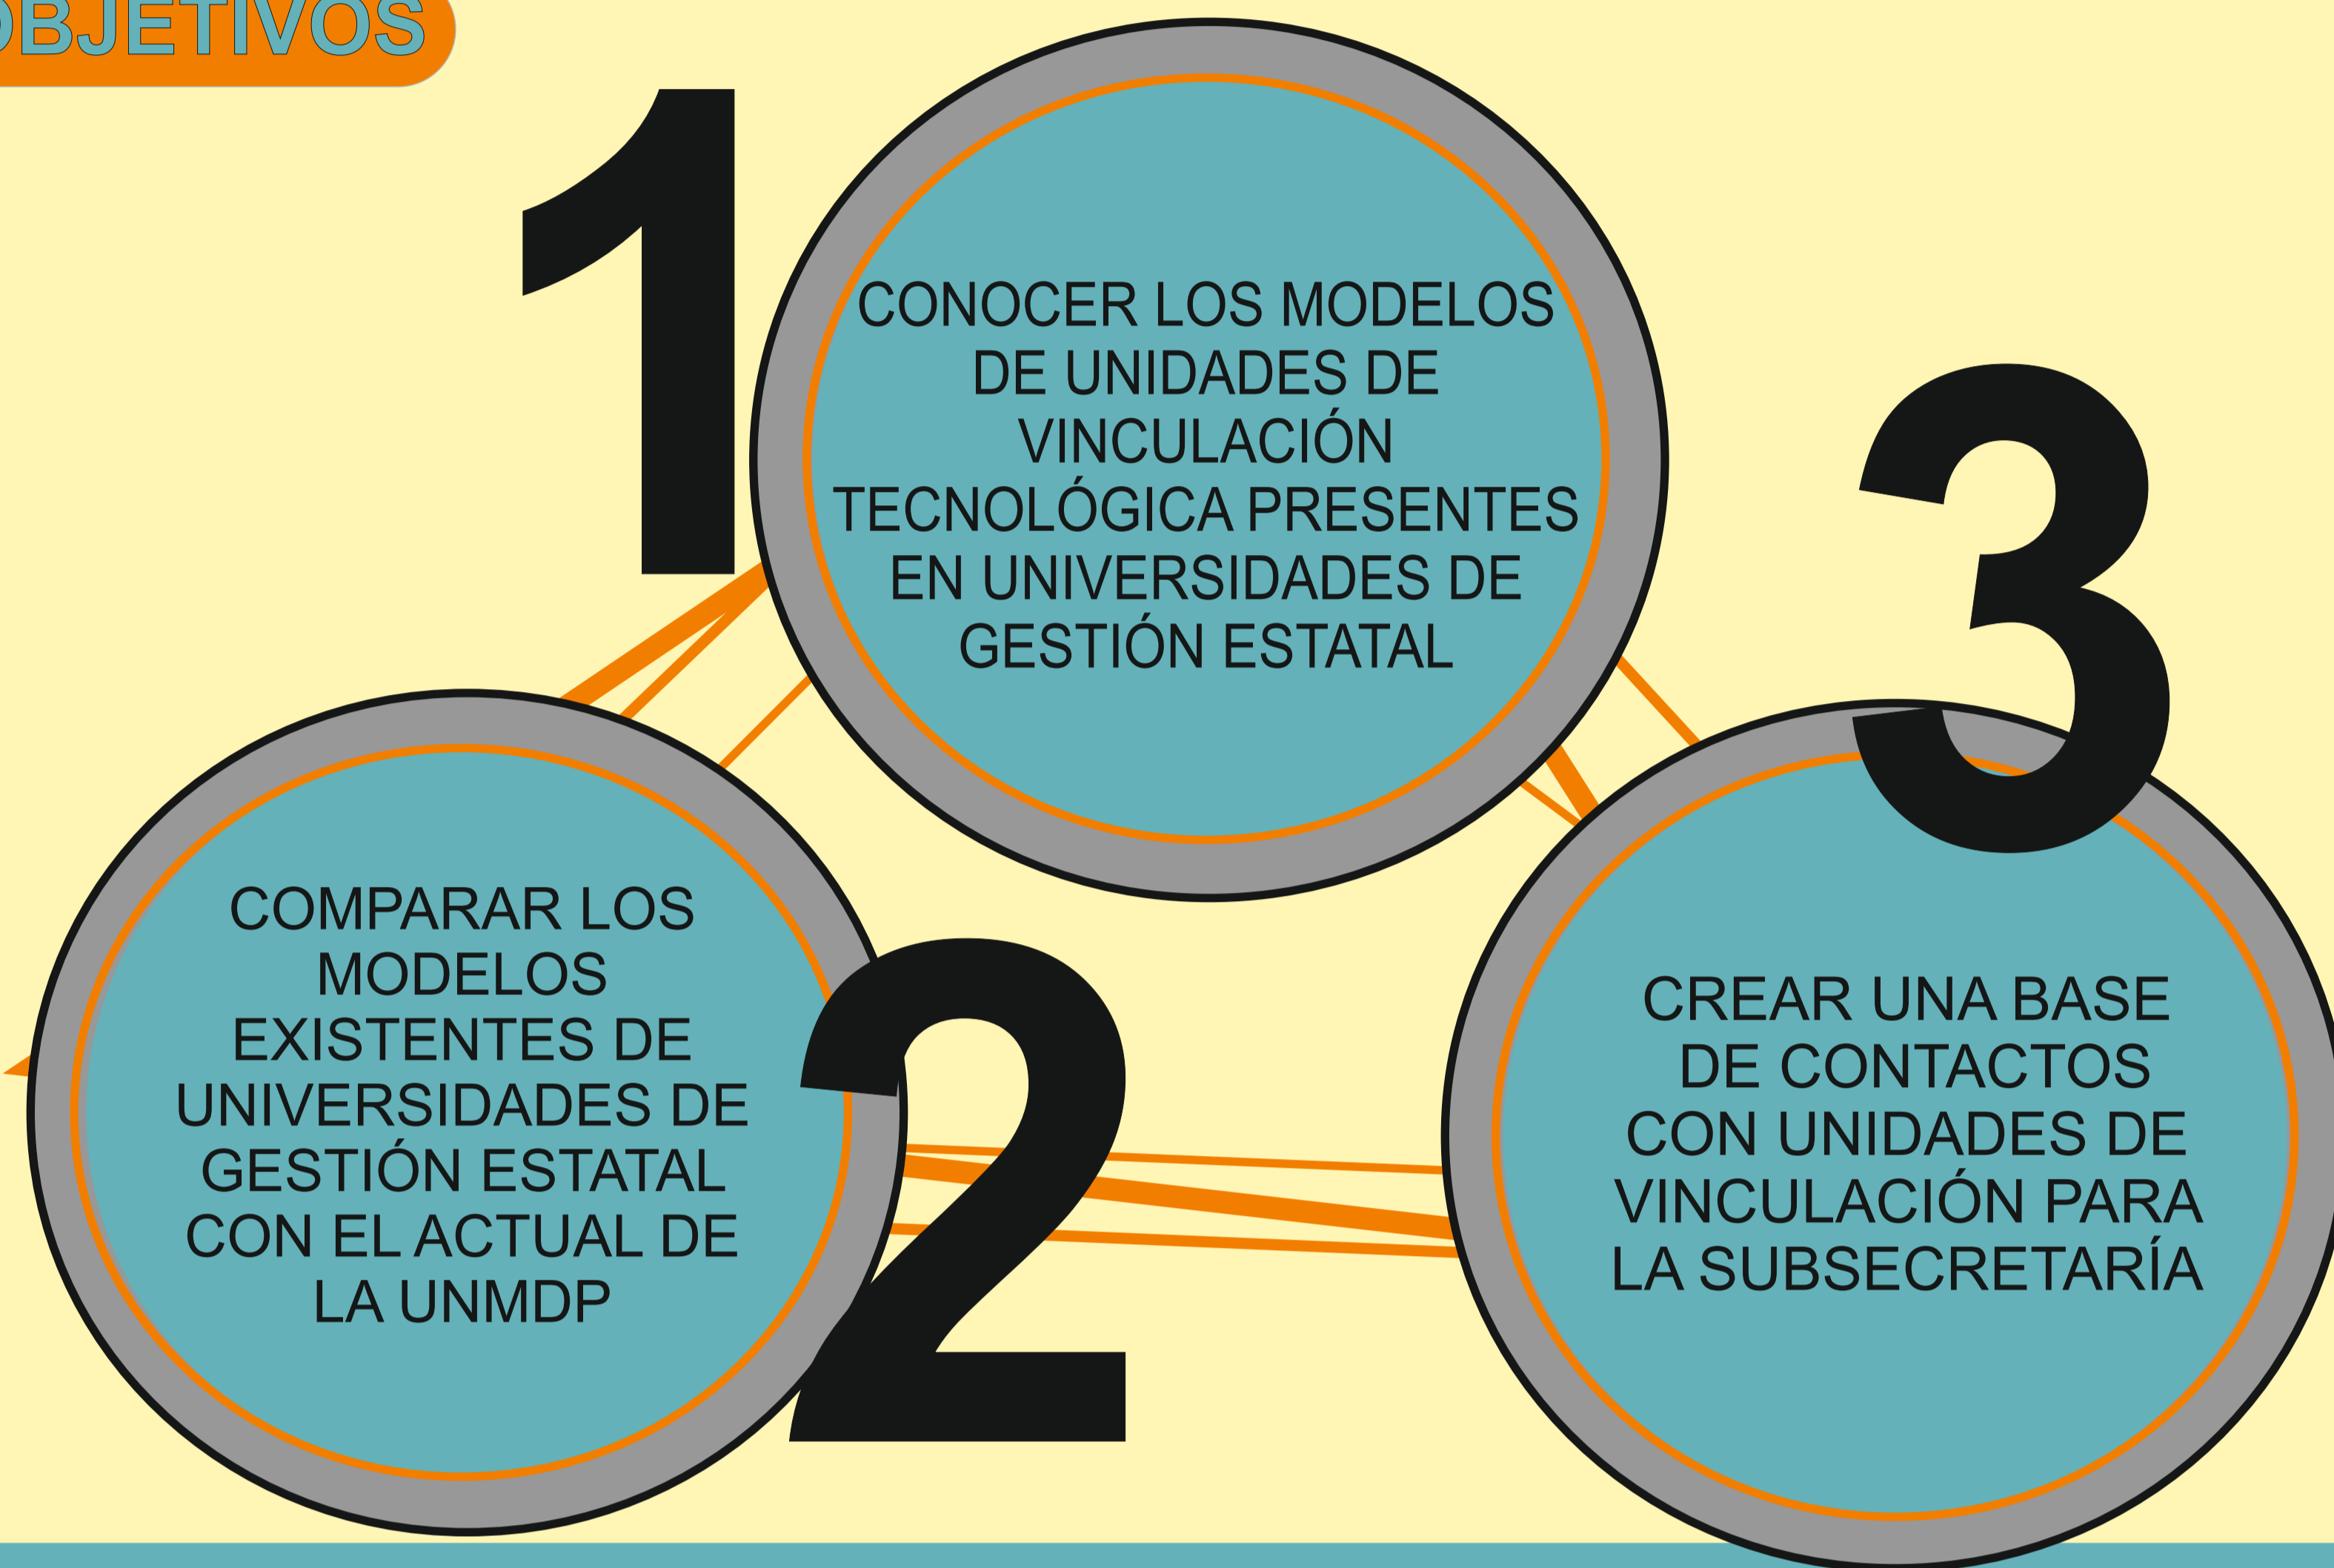 OBJETIVOS
1
CONOCER LOS MODELOS
DE UNIDADES DE
VINCULACIÓN
TECNOLÓGICA PRESENTES
EN UNIVERSIDADES DE
GESTIÓN ESTATAL
2
COMPARAR LOS
MODELOS
EXISTENTES DE
UNIVERSIDADES DE
GESTIÓN ESTATAL
CON EL ACTUAL DE
LA UNMDP
3
CREAR UNA BASE
DE CONTACTOS
CON UNIDADES DE
VINCULACIÓN PARA
LA SUBSECRETARÍA